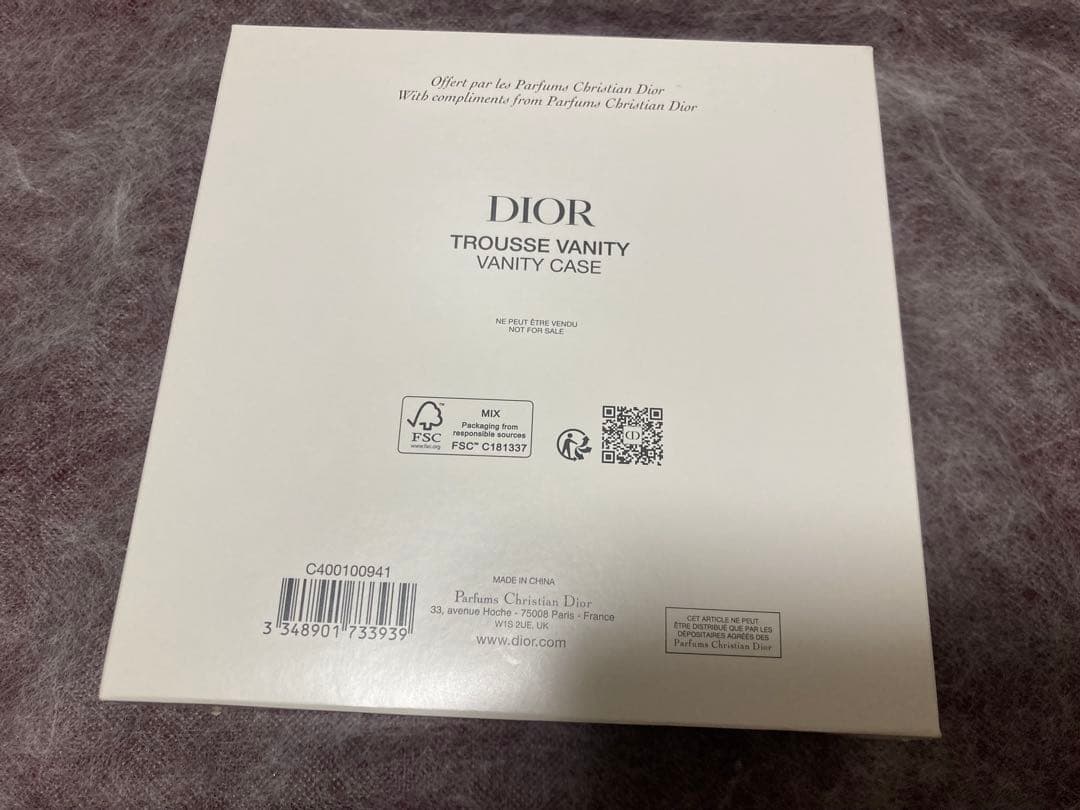 Offert par les Parfums Christian Dior
With compliments from Parfums Christian Dior
DIOR
TROUSSE VANITY
VANITY CASE
NE PEUT ÊTRE VENDU
NOT FOR SALE
FSC
www.fsc.org
MIX
Packaging from
responsible sources
FSC™ C181337
CD
C400100941
3 348901 733939
MADE IN CHINA
Parfums Christian Dior
33, avenue Hoche - 75008 Paris - France
W1S 2UE, UK
www.dior.com
CET ARTICLE NE PEUT
ÊTRE DISTRIBUÉ QUE PAR LES
DÉPOSITAIRES AGRÉÉS DES
Parfums Christian Dior